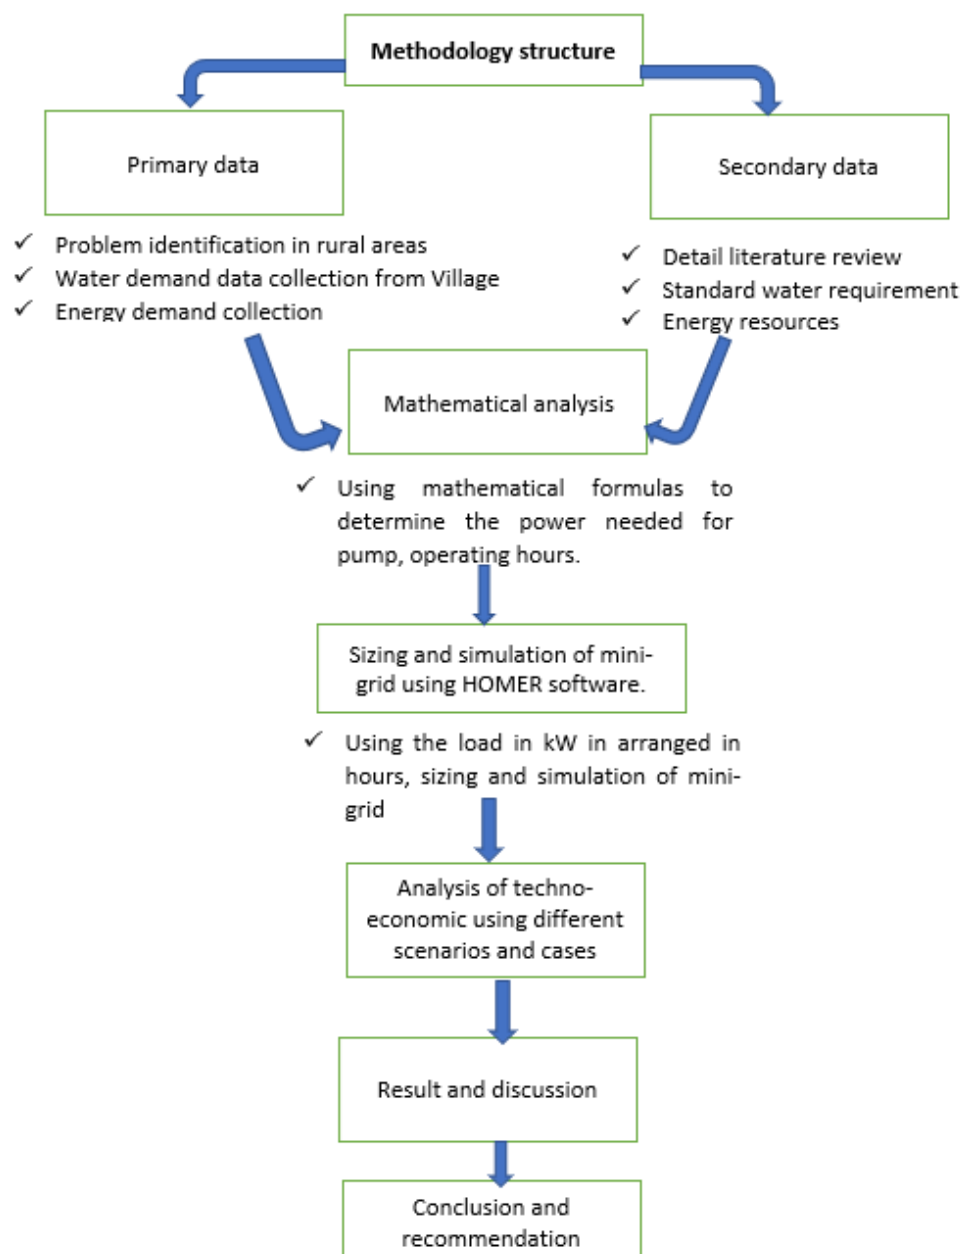 Methodology structure
Primary data
Secondary data
✓ Problem identification in rural areas
✓ Water demand data collection from Village
✓ Energy demand collection
✓ Detail literature review
✓ Standard water requirement
✓ Energy resources
Mathematical analysis
✓ Using mathematical formulas to
determine the power needed for
pump, operating hours.
Sizing and simulation of mini-
grid using HOMER software.
✓ Using the load in kW in arranged in
hours, sizing and simulation of mini-
grid
Analysis of techno-
economic using different
scenarios and cases
Result and discussion
Conclusion and
recommendation